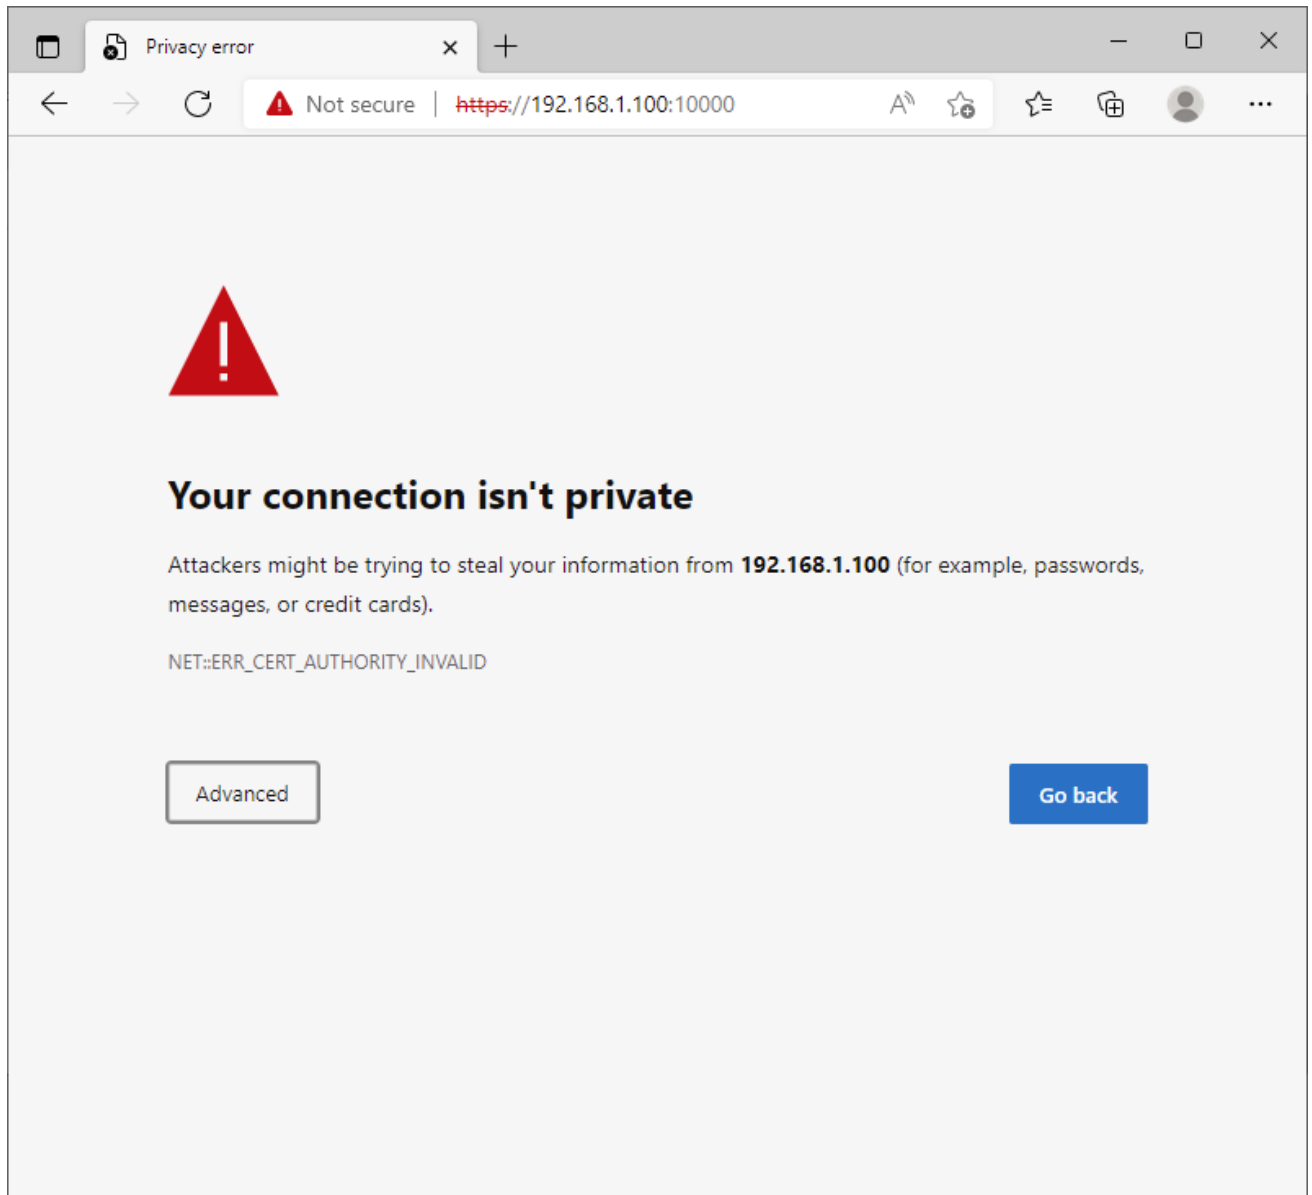 Privacy error
Not secure | https://192.168.1.100:10000
Your connection isn't private
Attackers might be trying to steal your information from 192.168.1.100 (for example, passwords,
messages, or credit cards).
NET::ERR_CERT_AUTHORITY_INVALID
Advanced
Go back